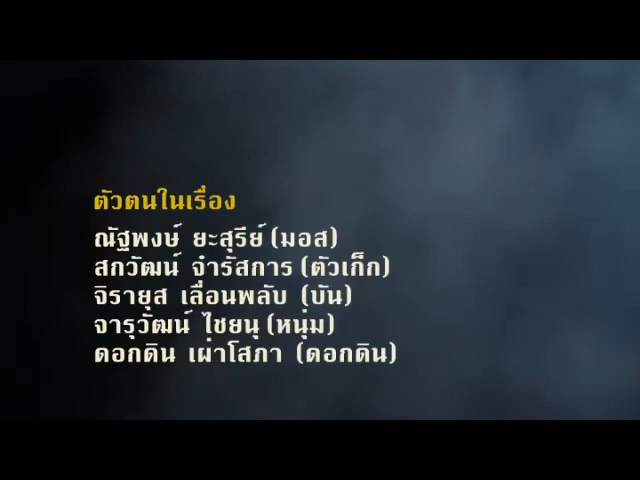 ตัวตนในเรื่อง
ณัฐพงษ์ ยะสุรีย์ (มอส)
สกวัฒน์ จำรัสการ (ตัวเก็ก)
จิรายุส เลื่อนพลับ (บัน)
จารุวัฒน์ ไชยนุ (หนุ่ม)
ดอกดิน เผ่าโสภา (ดอกดิน)